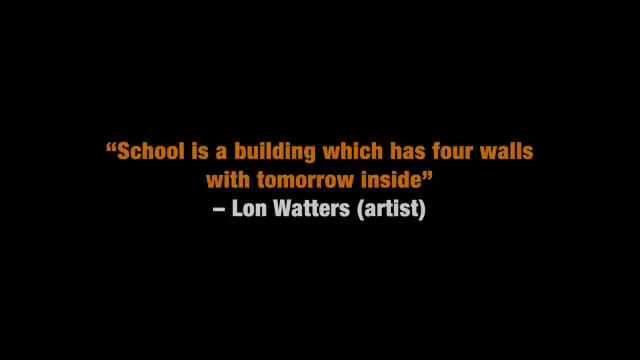 “School is a building which has four walls
with tomorrow inside”
– Lon Watters (artist)